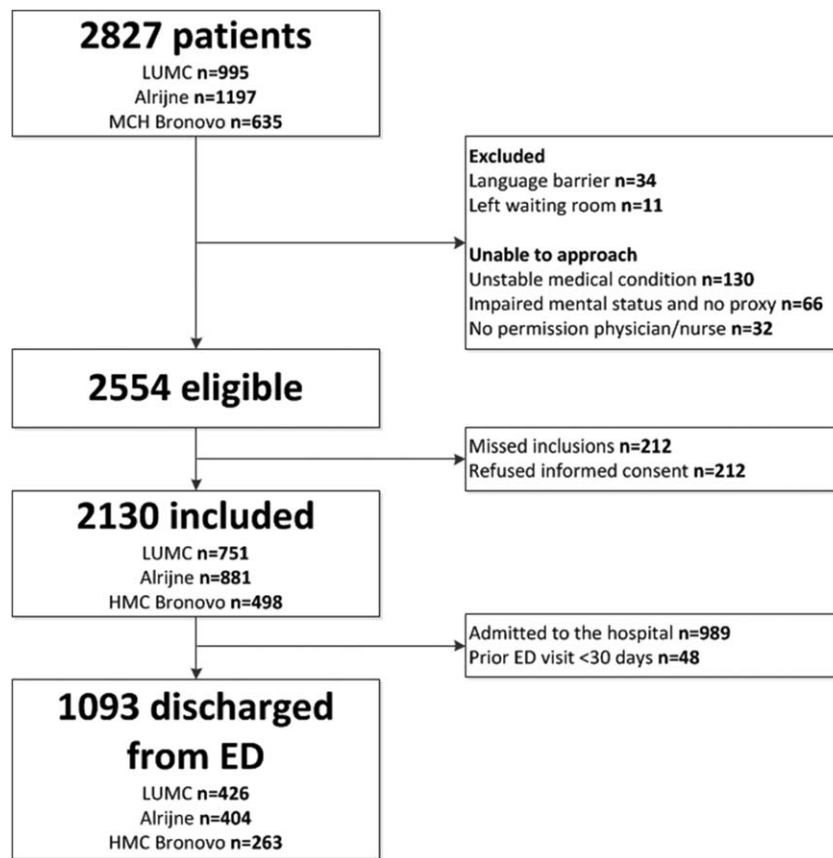 2827 patients
LUMC n=995
Alrijne n=1197
MCH Bronovo n=635
Excluded
Language barrier n=34
Left waiting room n=11
Unable to approach
Unstable medical condition n=130
Impaired mental status and no proxy n=66
No permission physician/nurse n=32
2554 eligible
Missed inclusions n=212
Refused informed consent n=212
2130 included
LUMC n=751
Alrijne n=881
HMC Bronovo n=498
Admitted to the hospital n=989
Prior ED visit <30 days n=48
1093 discharged
from ED
LUMC n=426
Alrijne n=404
HMC Bronovo n=263